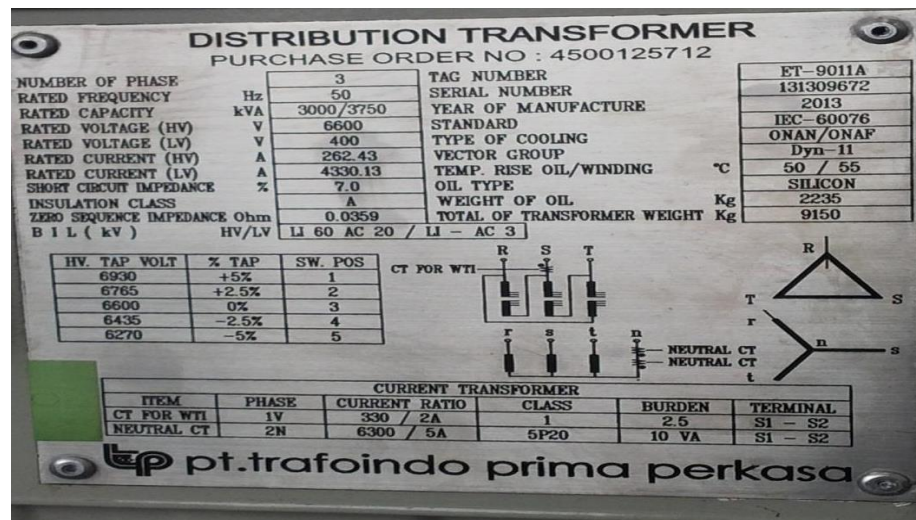 DISTRIBUTION TRANSFORMER
PURCHASE ORDER NO : 4500125712
NUMBER OF PHASE 3 TAG NUMBER ET-9011A
RATED FREQUENCY Hz 50 SERIAL NUMBER 131309672
RATED CAPACITY kVA 3000/3750 YEAR OF MANUFACTURE 2013
RATED VOLTAGE (HV) V 6600 STANDARD IEC-60076
RATED VOLTAGE (LV) V 400 TYPE OF COOLING ONAN/ONAF
RATED CURRENT (HV) A 262.43 VECTOR GROUP Dyn-11
RATED CURRENT (LV) A 4330.13 TEMP. RISE OIL/WINDING °C 50 / 55
SHORT CIRCUIT IMPEDANCE % 7.0 OIL TYPE SILICON
INSULATION CLASS A WEIGHT OF OIL Kg 2235
ZERO SEQUENCE IMPEDANCE Ohm 0.0359 TOTAL OF TRANSFORMER WEIGHT Kg 9150
B I L ( kV ) HV/LV LI 60 AC 20 / LI - AC 3
HV. TAP VOLT % TAP SW. POS
6930 +5% 1
6765 +2.5% 2
6600 0% 3
6435 -2.5% 4
6270 -5% 5
R S T
CT FOR WTI
r s t n
NEUTRAL CT
NEUTRAL CT
R
T S
r
n s
t
CURRENT TRANSFORMER
ITEM PHASE CURRENT RATIO CLASS BURDEN TERMINAL
CT FOR WTI 1V 330 / 2A 1 2.5 S1 - S2
NEUTRAL CT 2N 6300 / 5A 5P20 10 VA S1 - S2
tp pt.trafoindo prima perkasa